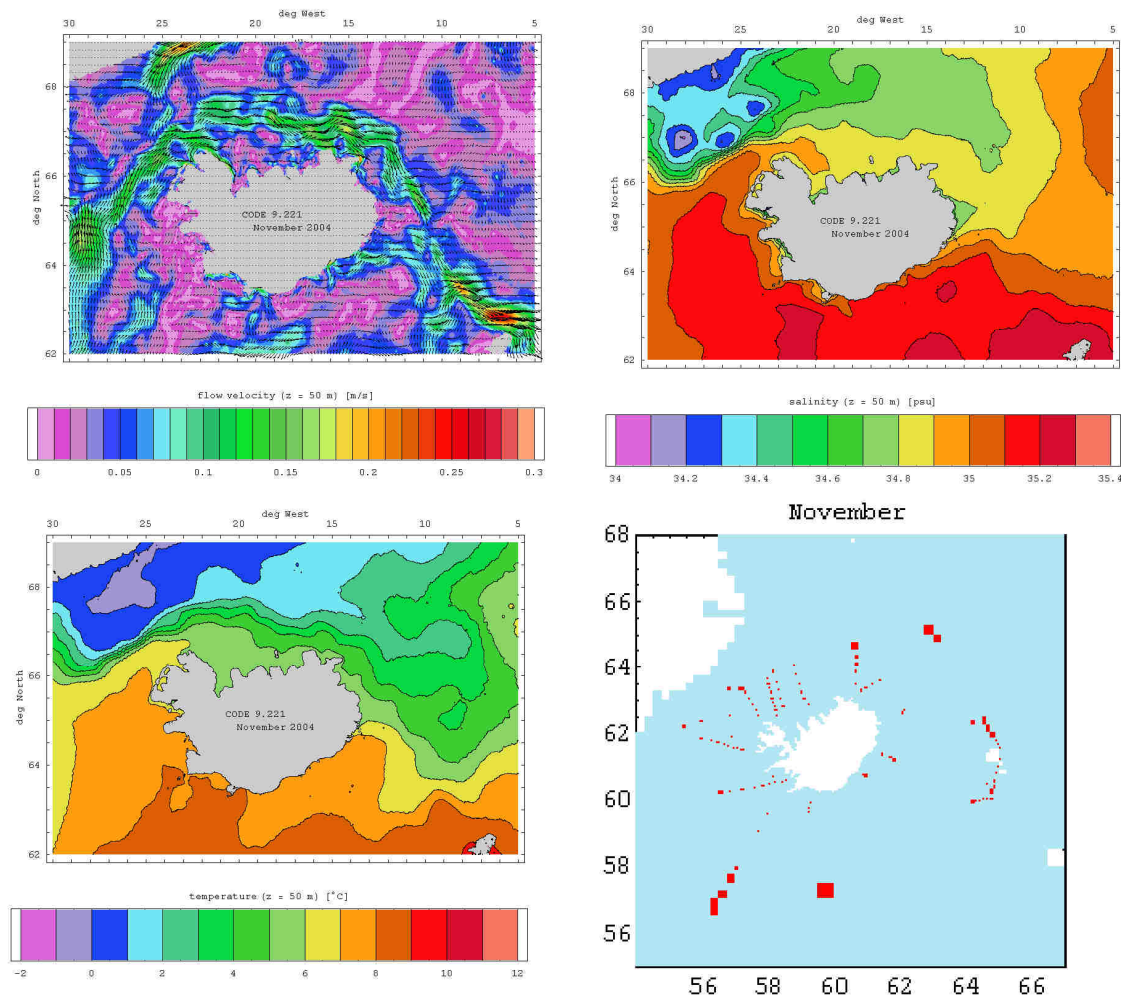 deg West
30 25 20 15 10 5
deg North
68
66
64
62
CODE 9.221
November 2004
flow velocity (z = 50 m) [m/s]
0 0.05 0.1 0.15 0.2 0.25 0.3
deg West
30 25 20 15 10 5
deg North
68
66
64
62
CODE 9.221
November 2004
salinity (z = 50 m) [psu]
34 34.2 34.4 34.6 34.8 35 35.2 35.4
deg West
30 25 20 15 10 5
deg North
68
66
64
62
CODE 9.221
November 2004
temperature (z = 50 m) [°C]
-2 0 2 4 6 8 10 12
November
68
66
64
62
60
58
56
56 58 60 62 64 66